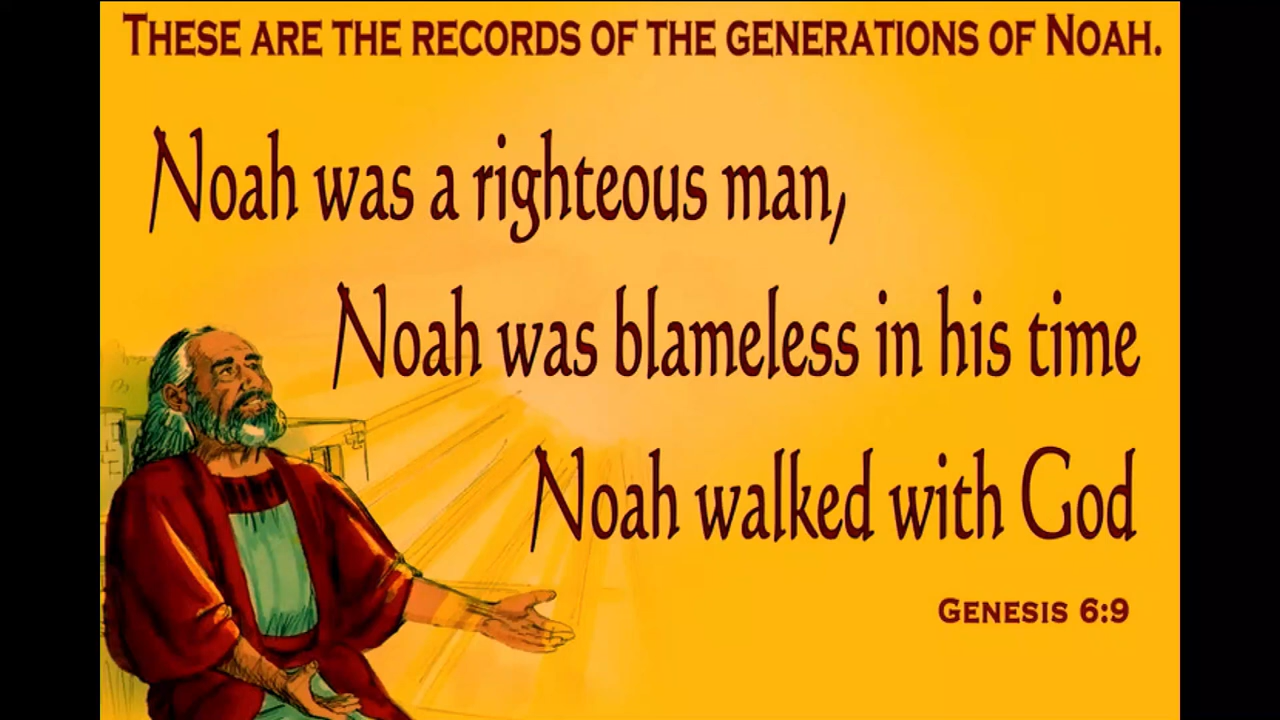 These are the records of the generations of Noah.
Noah was a righteous man,
Noah was blameless in his time
Noah walked with God
Genesis 6:9